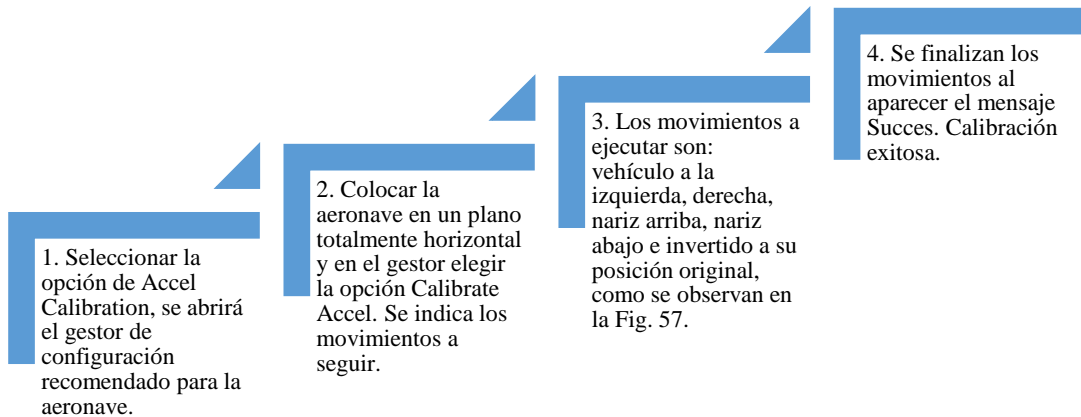 1. Seleccionar la
opción de Accel
Calibration, se abrirá
el gestor de
configuración
recomendado para la
aeronave.
2. Colocar la
aeronave en un plano
totalmente horizontal
y en el gestor elegir
la opción Calibrate
Accel. Se indica los
movimientos a
seguir.
3. Los movimientos a
ejecutar son:
vehículo a la
izquierda, derecha,
nariz arriba, nariz
abajo e invertido a su
posición original,
como se observan en
la Fig. 57.
4. Se finalizan los
movimientos al
aparecer el mensaje
Succes. Calibración
exitosa.